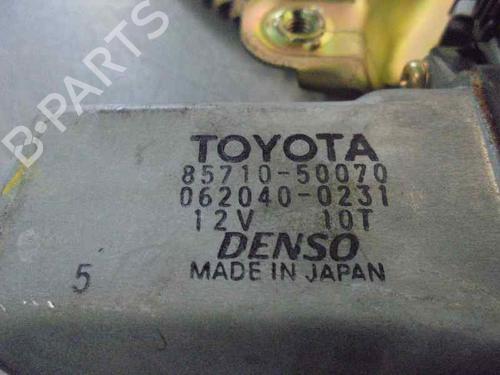 B-PARTS
TOYOTA
85710-50070
062040-0231
12V 10T
DENSO
MADE IN JAPAN
5